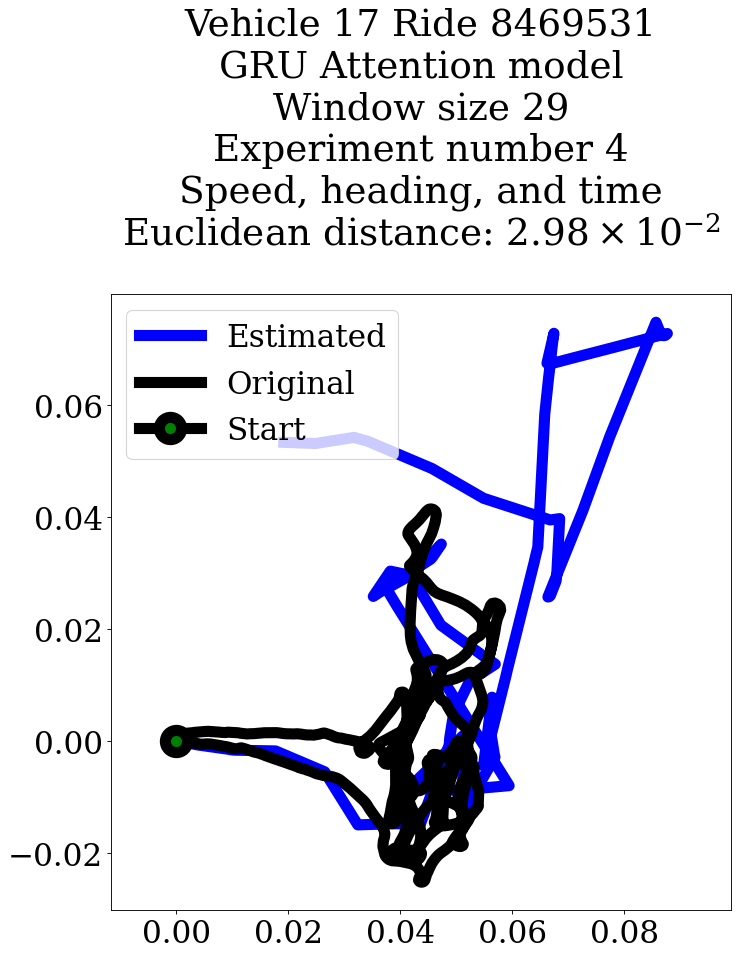 Vehicle 17 Ride 8469531
GRU Attention model
Window size 29
Experiment number 4
Speed, heading, and time
Euclidean distance: 2.98 × 10⁻²
Estimated
Original
Start
0.06
0.04
0.02
0.00
−0.02
0.00 0.02 0.04 0.06 0.08